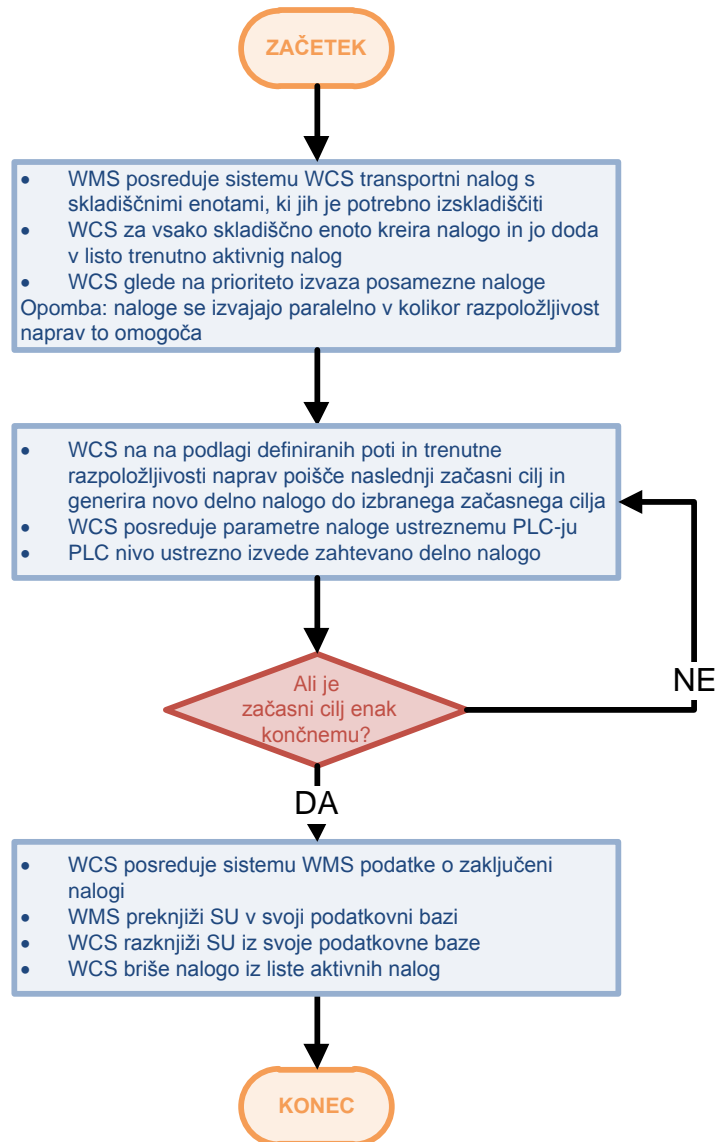 ZAČETEK
• WMS posreduje sistemu WCS transportni nalog s
skladiščnimi enotami, ki jih je potrebno izskladiščiti
• WCS za vsako skladiščno enoto kreira nalogo in jo doda
v listo trenutno aktivnig nalog
• WCS glede na prioriteto izvaza posamezne naloge
Opomba: naloge se izvajajo paralelno v kolikor razpoložljivost
naprav to omogoča
• WCS na na podlagi definiranih poti in trenutne
razpoložljivosti naprav poišče naslednji začasni cilj in
generira novo delno nalogo do izbranega začasnega cilja
• WCS posreduje parametre naloge ustreznemu PLC-ju
• PLC nivo ustrezno izvede zahtevano delno nalogo
Ali je
začasni cilj enak
končnemu?
NE
DA
• WCS posreduje sistemu WMS podatke o zaključeni
nalogi
• WMS preknjiži SU v svoji podatkovni bazi
• WCS razknjiži SU iz svoje podatkovne baze
• WCS briše nalogo iz liste aktivnih nalog
KONEC